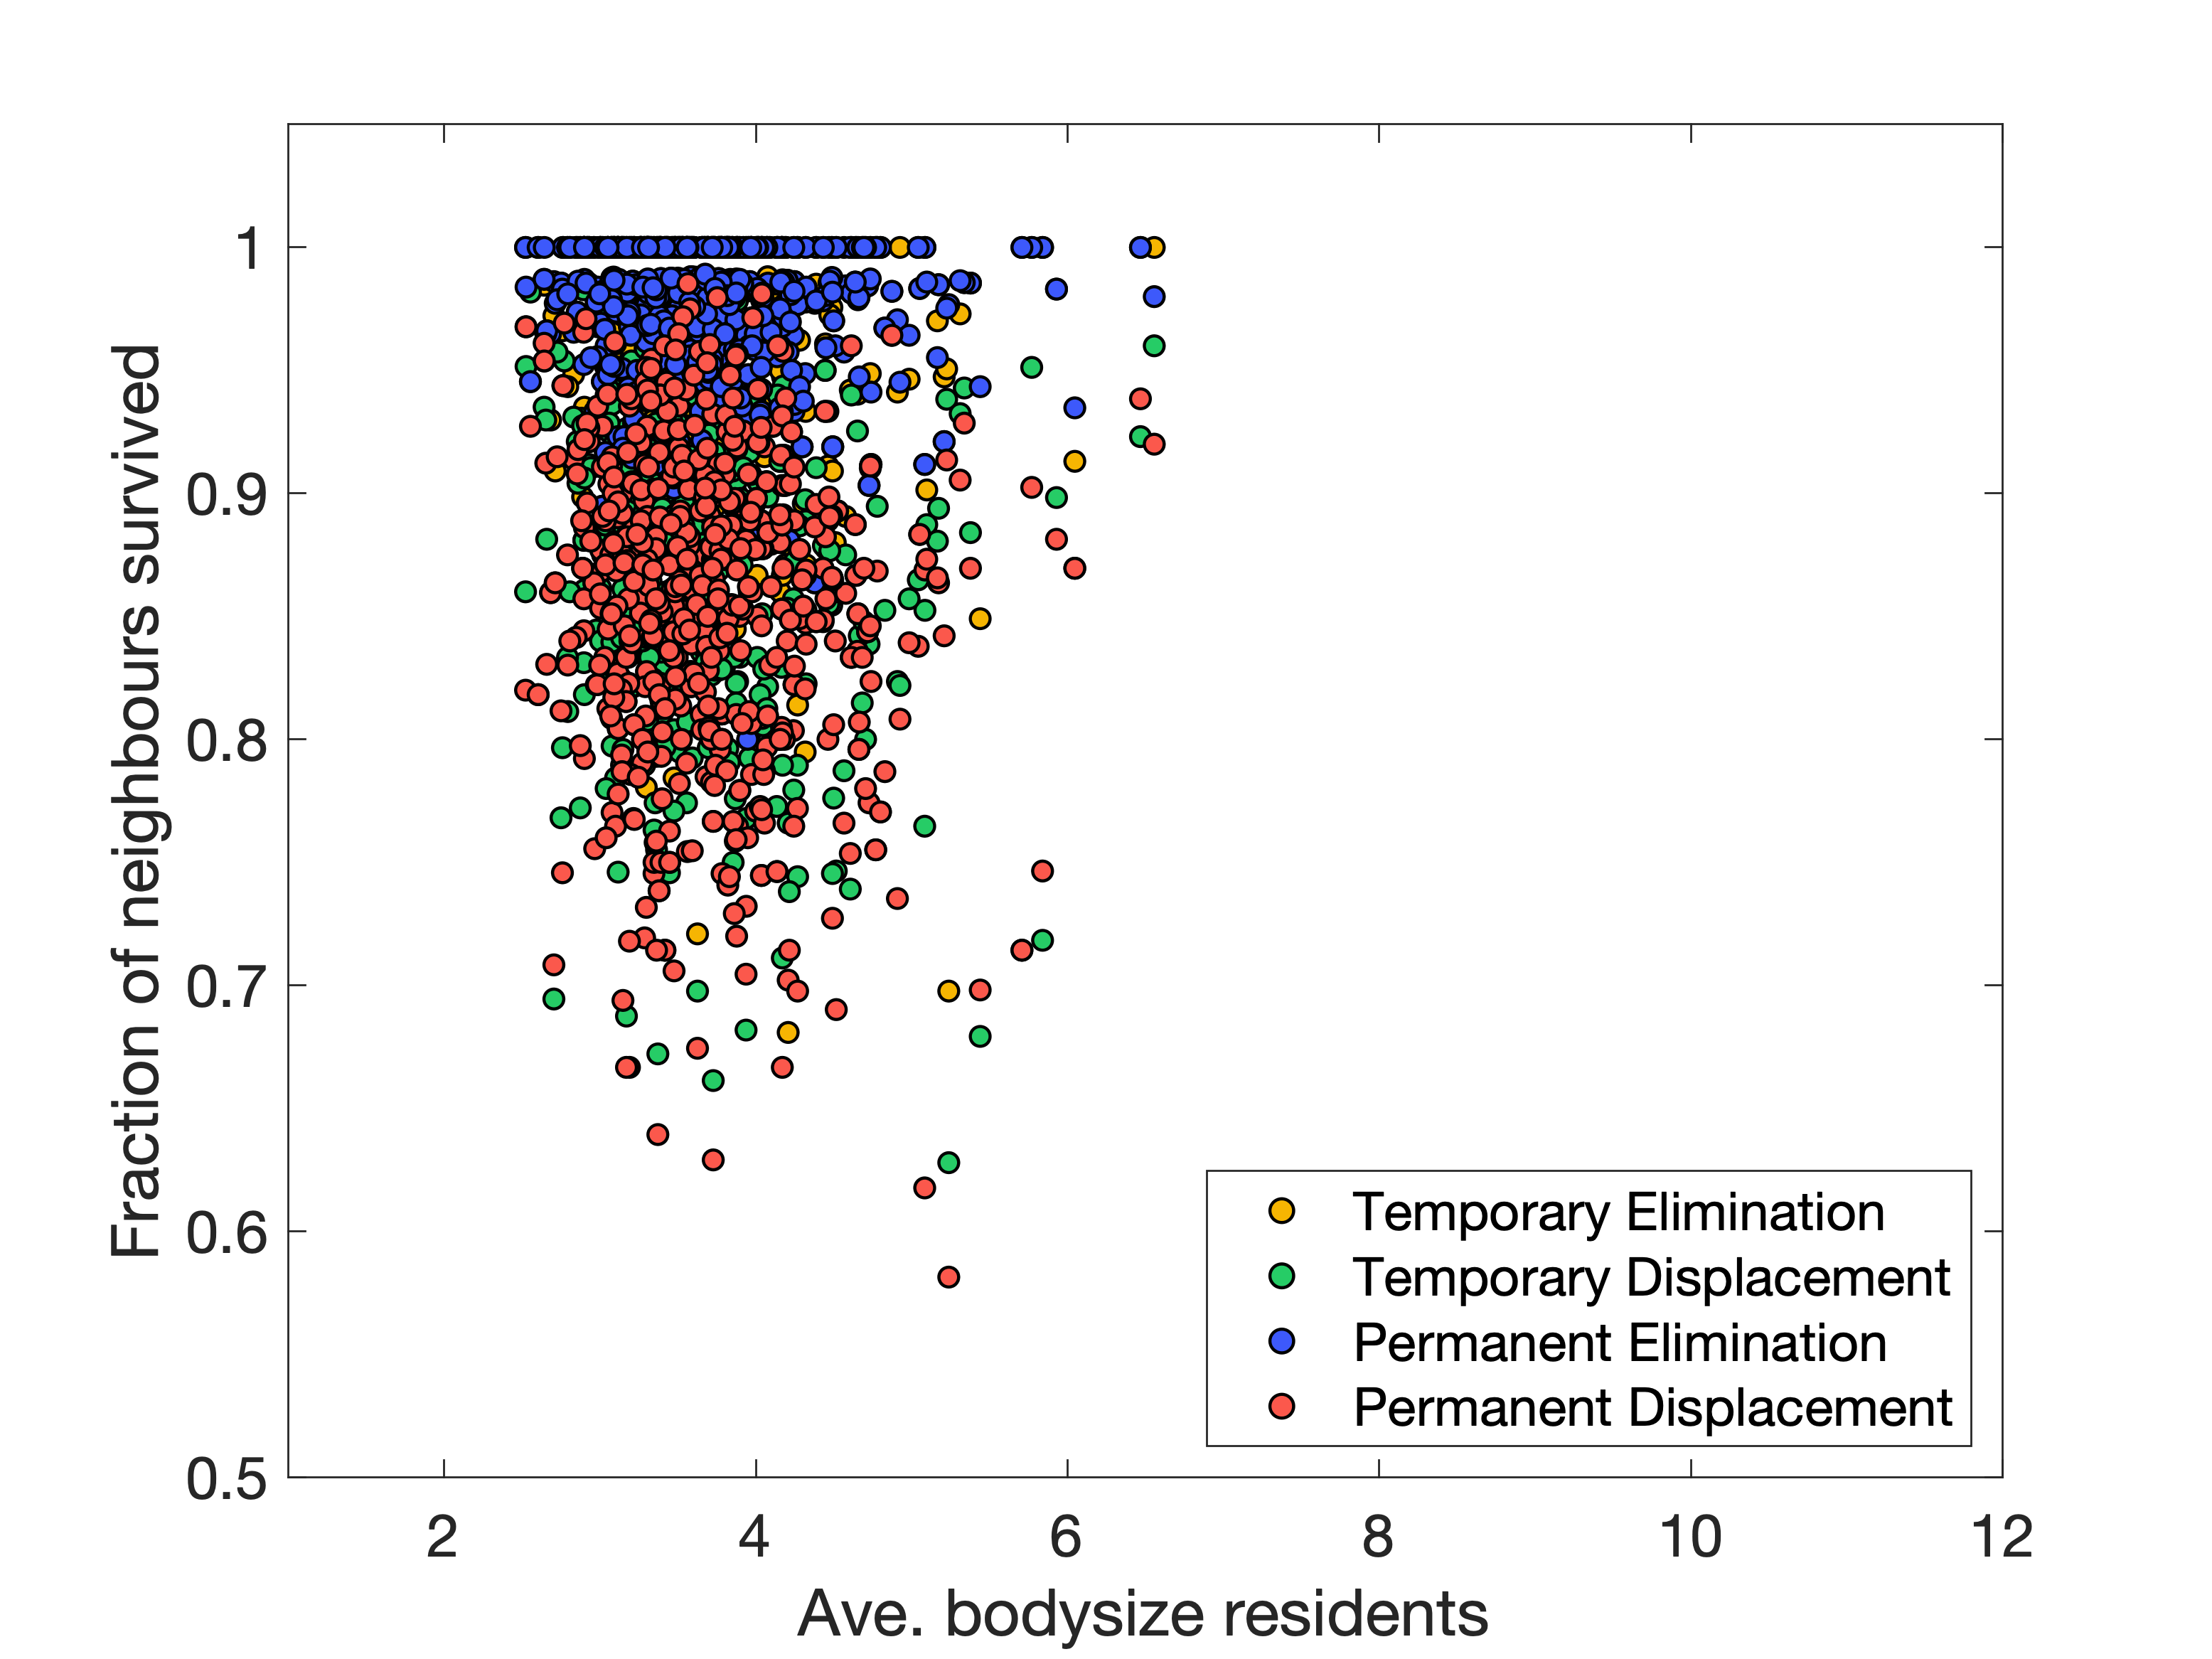 Fraction of neighbours survived
1
0.9
0.8
0.7
0.6
0.5
2 4 6 8 10 12
Ave. bodysize residents
Temporary Elimination
Temporary Displacement
Permanent Elimination
Permanent Displacement